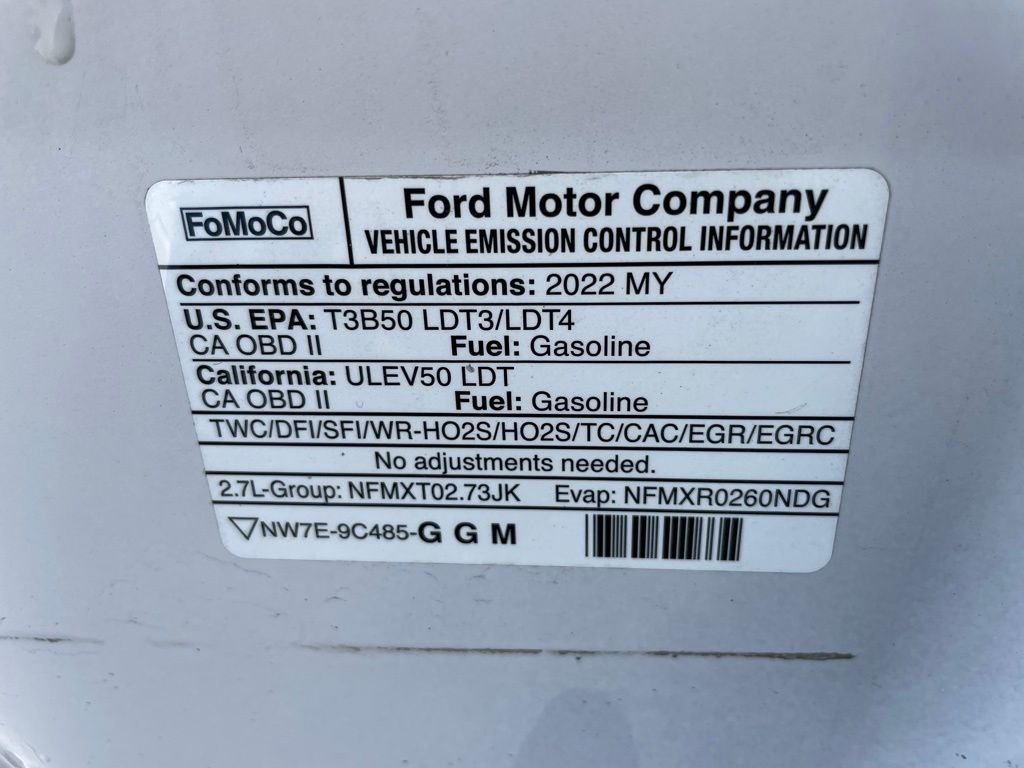 FoMoCo
Ford Motor Company
VEHICLE EMISSION CONTROL INFORMATION
Conforms to regulations: 2022 MY
U.S. EPA: T3B50 LDT3/LDT4
CA OBD II Fuel: Gasoline
California: ULEV50 LDT
CA OBD II Fuel: Gasoline
TWC/DFI/SFI/WR-HO2S/HO2S/TC/CAC/EGR/EGRC
No adjustments needed.
2.7L-Group: NFMXT02.73JK Evap: NFMXR0260NDG
NW7E-9C485-G G M